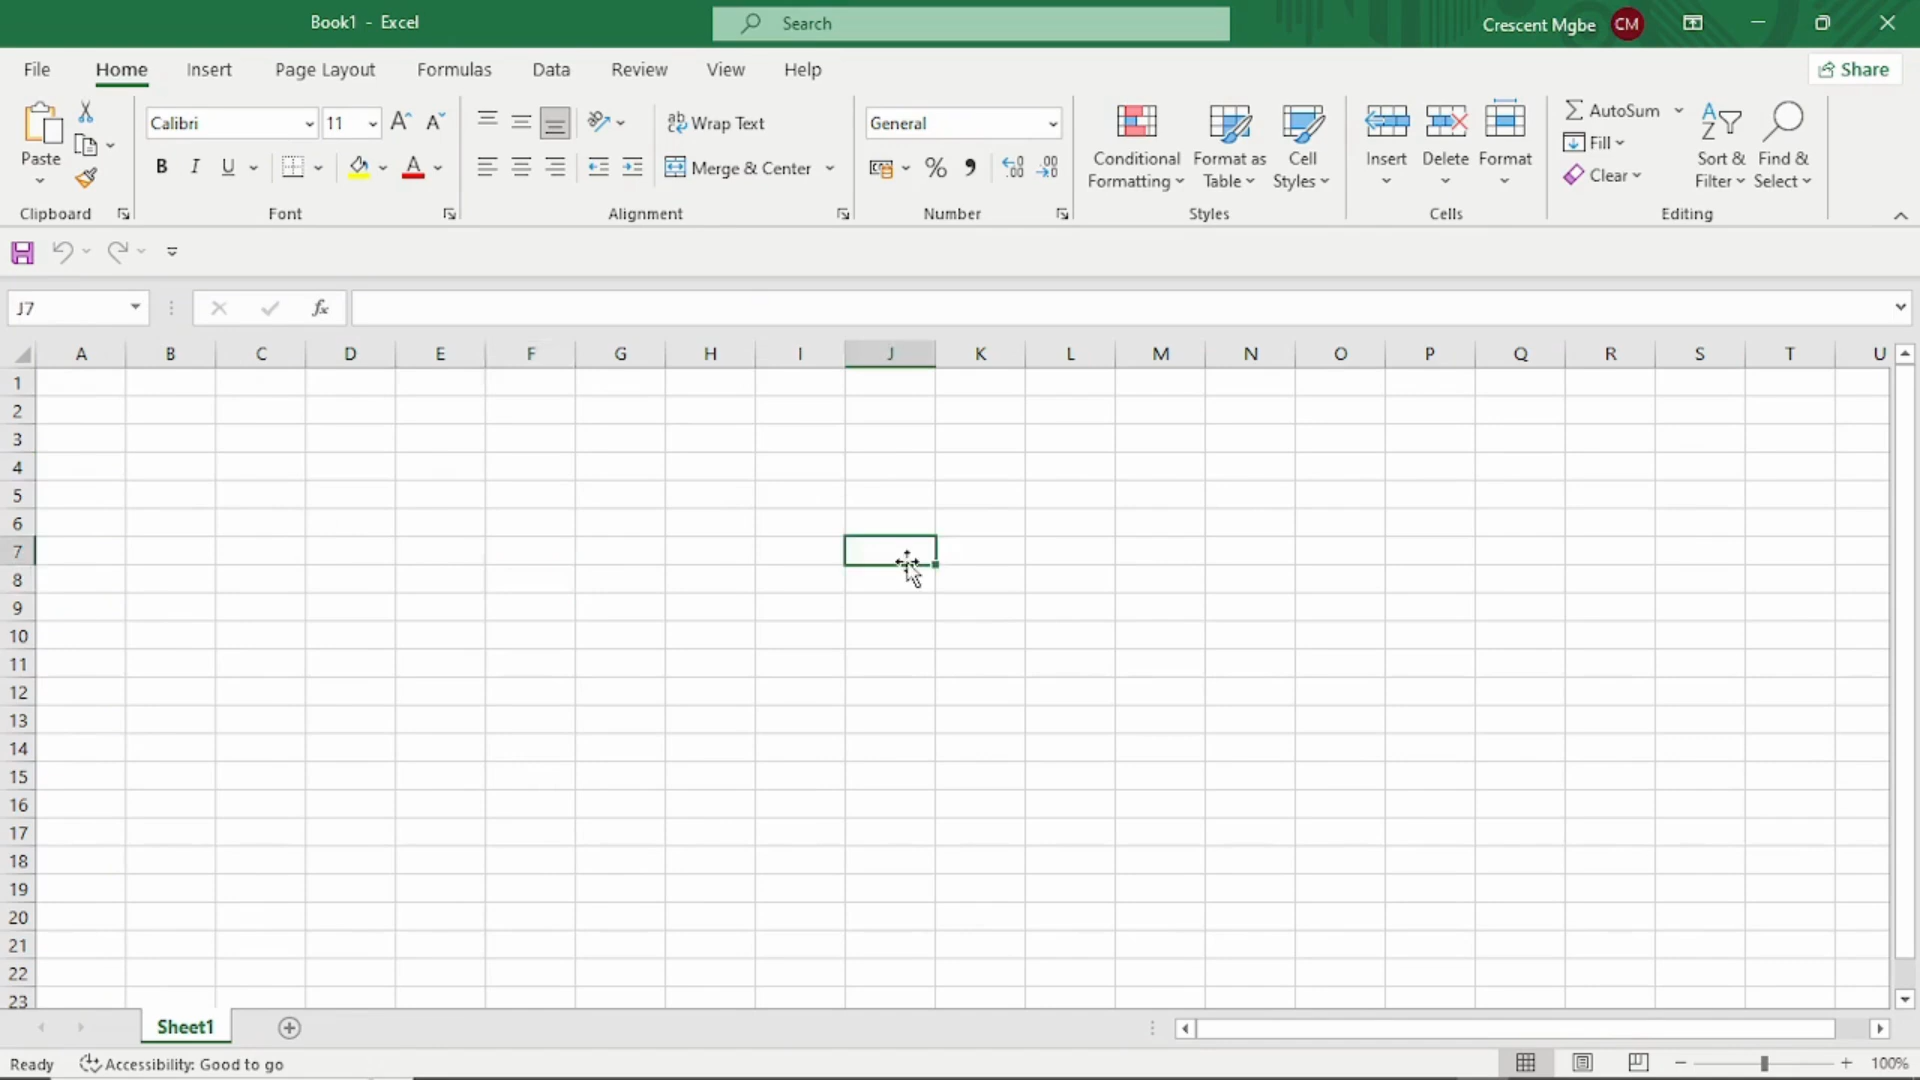 Book1 - Excel
Search
Crescent Mgbe
CM
File Home Insert Page Layout Formulas Data Review View Help
Share
Paste
Clipboard
Calibri 11
B I U A
Font
Wrap Text
Merge & Center
Alignment
General
%
Number
Conditional Formatting
Format as Table
Cell Styles
Styles
Insert Delete Format
Cells
AutoSum
Fill
Clear
Sort & Filter
Find & Select
Editing
J7
fx
A B C D E F G H I J K L M N O P Q R S T U
1
2
3
4
5
6
7
8
9
10
11
12
13
14
15
16
17
18
19
20
21
22
23
Sheet1
Ready
Accessibility: Good to go
100%